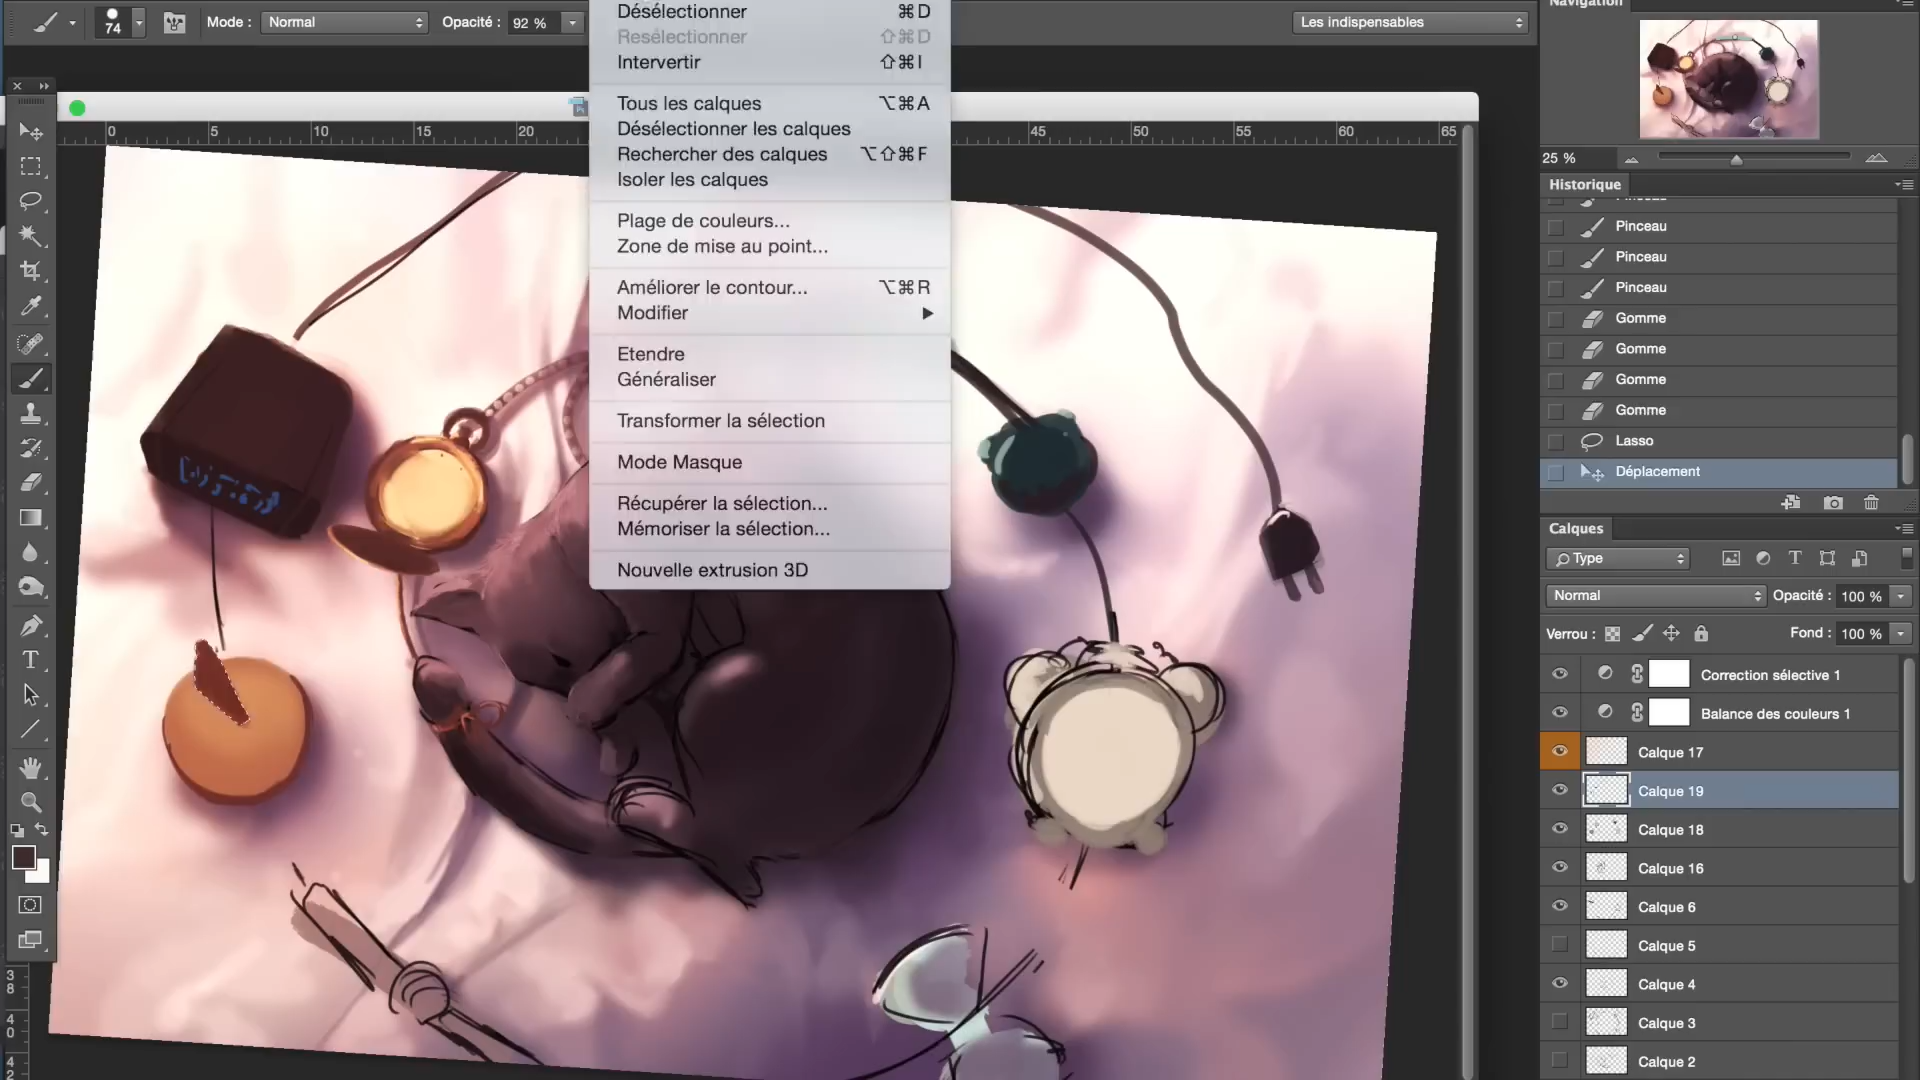 74
Mode :
Normal
Opacité :
92 %
Les indispensables
Navigation
Désélectionner ⌘D
Resélectionner ⇧⌘D
Intervertir ⇧⌘I
Tous les calques ⌥⌘A
Désélectionner les calques
Rechercher des calques ⌥⇧⌘F
Isoler les calques
Plage de couleurs...
Zone de mise au point...
Améliorer le contour... ⌥⌘R
Modifier ▶
Etendre
Généraliser
Transformer la sélection
Mode Masque
Récupérer la sélection...
Mémoriser la sélection...
Nouvelle extrusion 3D
0 5 10 15 20 45 50 55 60 65
38
40
42
25 %
Historique
Pinceau
Pinceau
Pinceau
Pinceau
Gomme
Gomme
Gomme
Gomme
Lasso
Déplacement
Calques
Type
Normal
Opacité : 100 %
Verrou :
Fond : 100 %
Correction sélective 1
Balance des couleurs 1
Calque 17
Calque 19
Calque 18
Calque 16
Calque 6
Calque 5
Calque 4
Calque 3
Calque 2